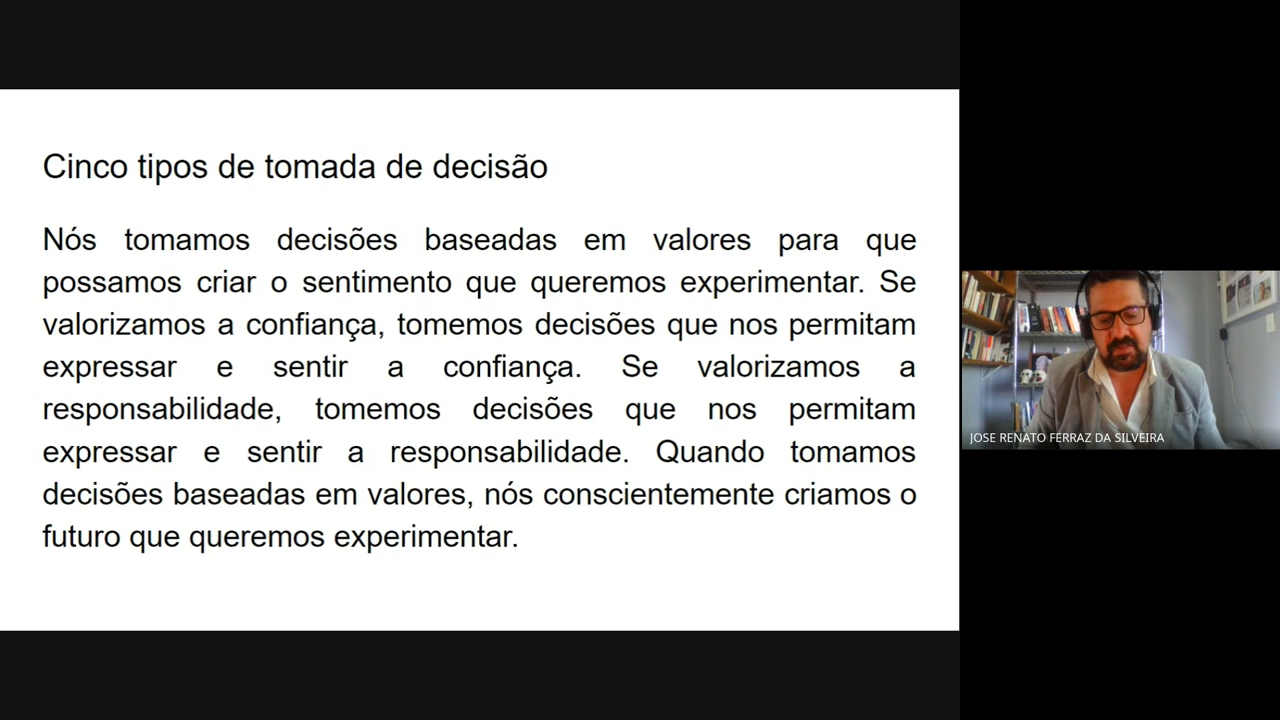 Cinco tipos de tomada de decisão
Nós tomamos decisões baseadas em valores para que
possamos criar o sentimento que queremos experimentar. Se
valorizamos a confiança, tomemos decisões que nos permitam
expressar e sentir a confiança. Se valorizamos a
responsabilidade, tomemos decisões que nos permitam
expressar e sentir a responsabilidade. Quando tomamos
decisões baseadas em valores, nós conscientemente criamos o
futuro que queremos experimentar.
JOSE RENATO FERRAZ DA SILVEIRA